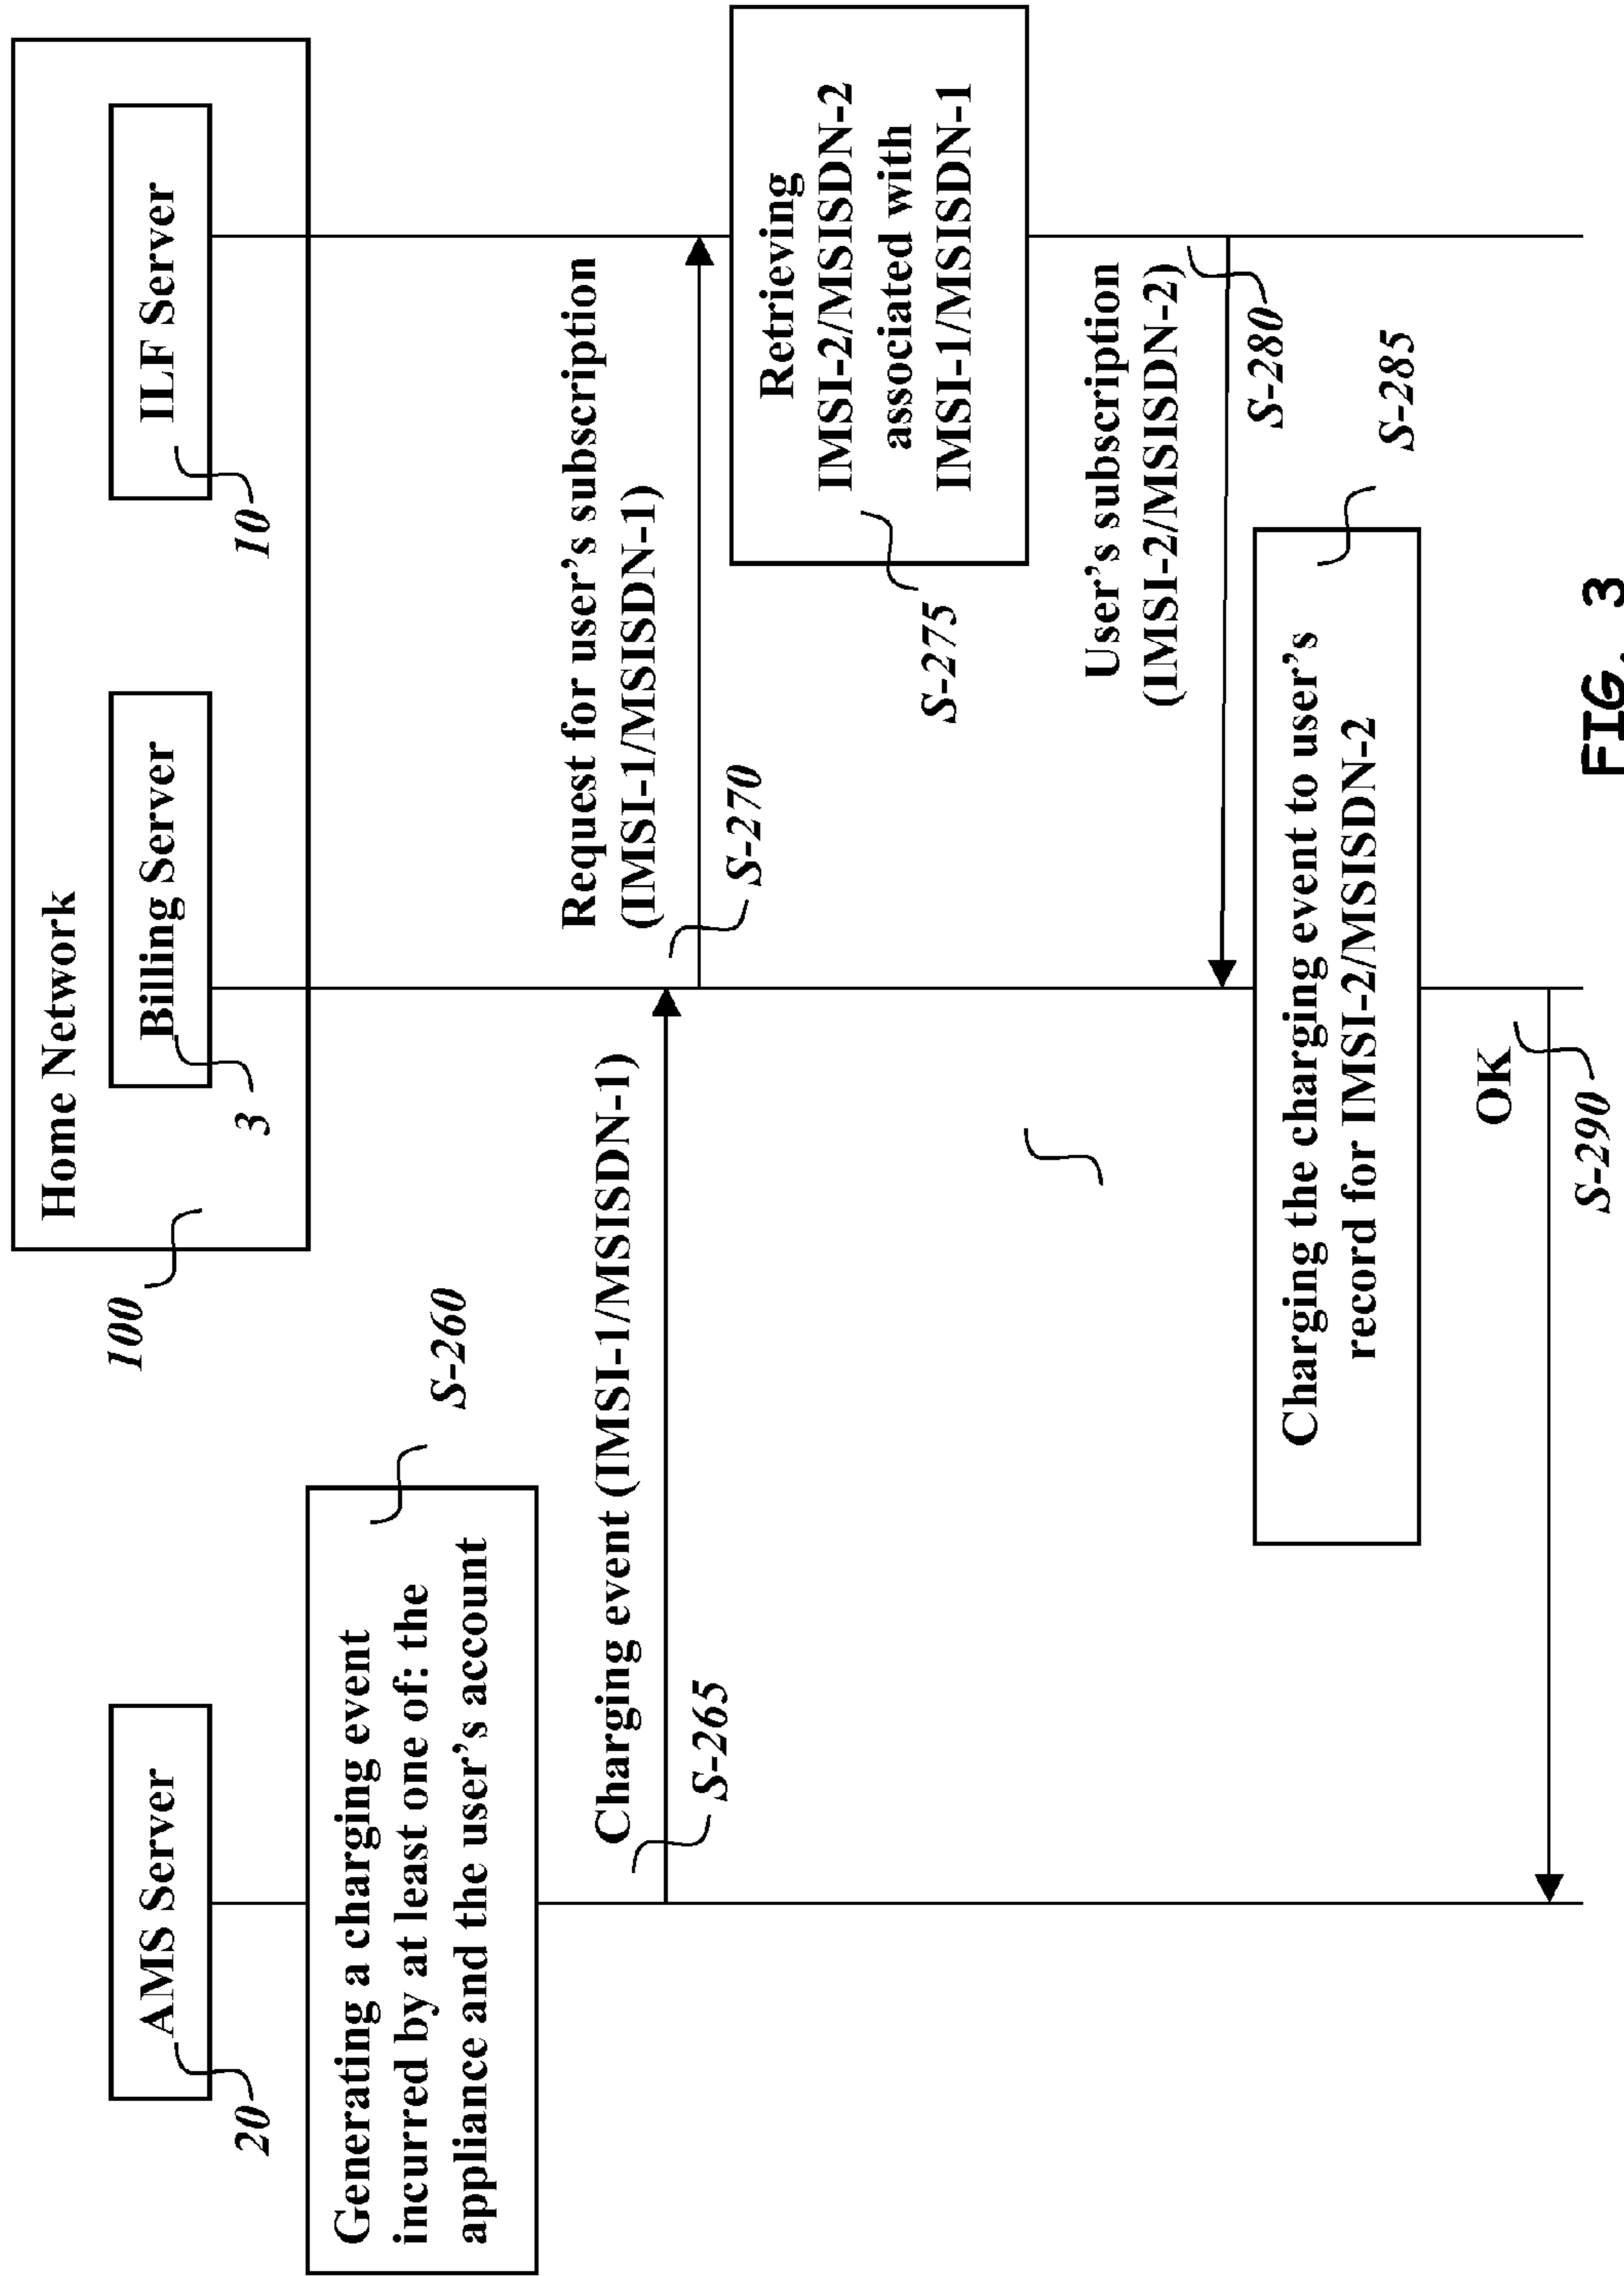 Home Network
100
AMS Server
20
Billing Server
3
ILF Server
10
Generating a charging event
incurred by at least one of: the
appliance and the user's account
S-260
Charging event (IMSI-1/MSISDN-1)
S-265
Request for user's subscription
(IMSI-1/MSISDN-1)
S-270
Retrieving
IMSI-2/MSISDN-2
associated with
IMSI-1/MSISDN-1
S-275
User's subscription
(IMSI-2/MSISDN-2)
S-280
Charging the charging event to user's
record for IMSI-2/MSISDN-2
S-285
OK
S-290
FIG. 3